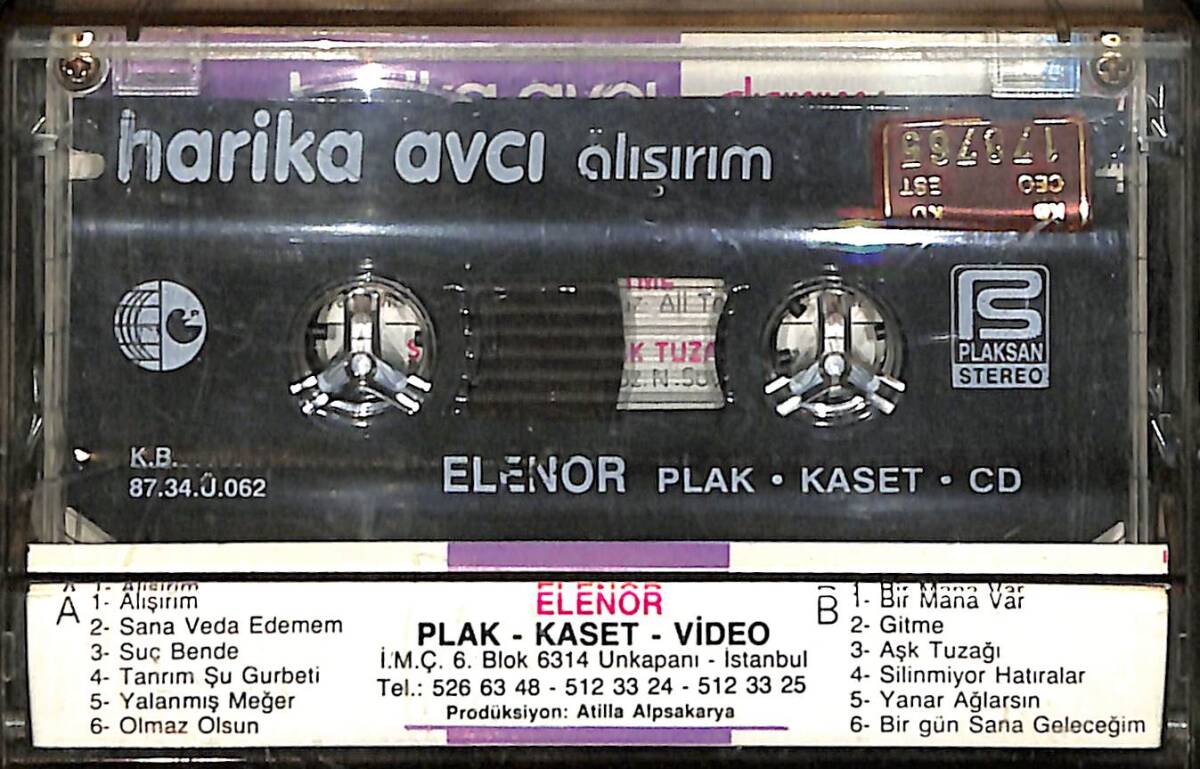 harika avcı alışırım
179765
CEO
EST
PLAKSAN
STEREO
K TUZA
K.B.
87.34.Ü.062
ELENOR PLAK • KASET • CD
A
1- Alışırım
2- Sana Veda Edemem
3- Suç Bende
4- Tanrım Şu Gurbeti
5- Yalanmış Meğer
6- Olmaz Olsun
ELENOR
PLAK - KASET - VİDEO
İ.M.Ç. 6. Blok 6314 Unkapanı - İstanbul
Tel.: 526 63 48 - 512 33 24 - 512 33 25
Prodüksiyon: Atilla Alpsakarya
B
1- Bir Mana Var
2- Gitme
3- Aşk Tuzağı
4- Silinmiyor Hatıralar
5- Yanar Ağlarsın
6- Bir gün Sana Geleceğim